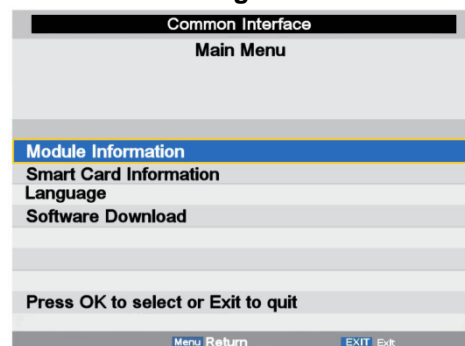 Common Interface
Main Menu
Module Information
Smart Card Information
Language
Software Download
Press OK to select or Exit to quit
Menu Return EXIT Exit